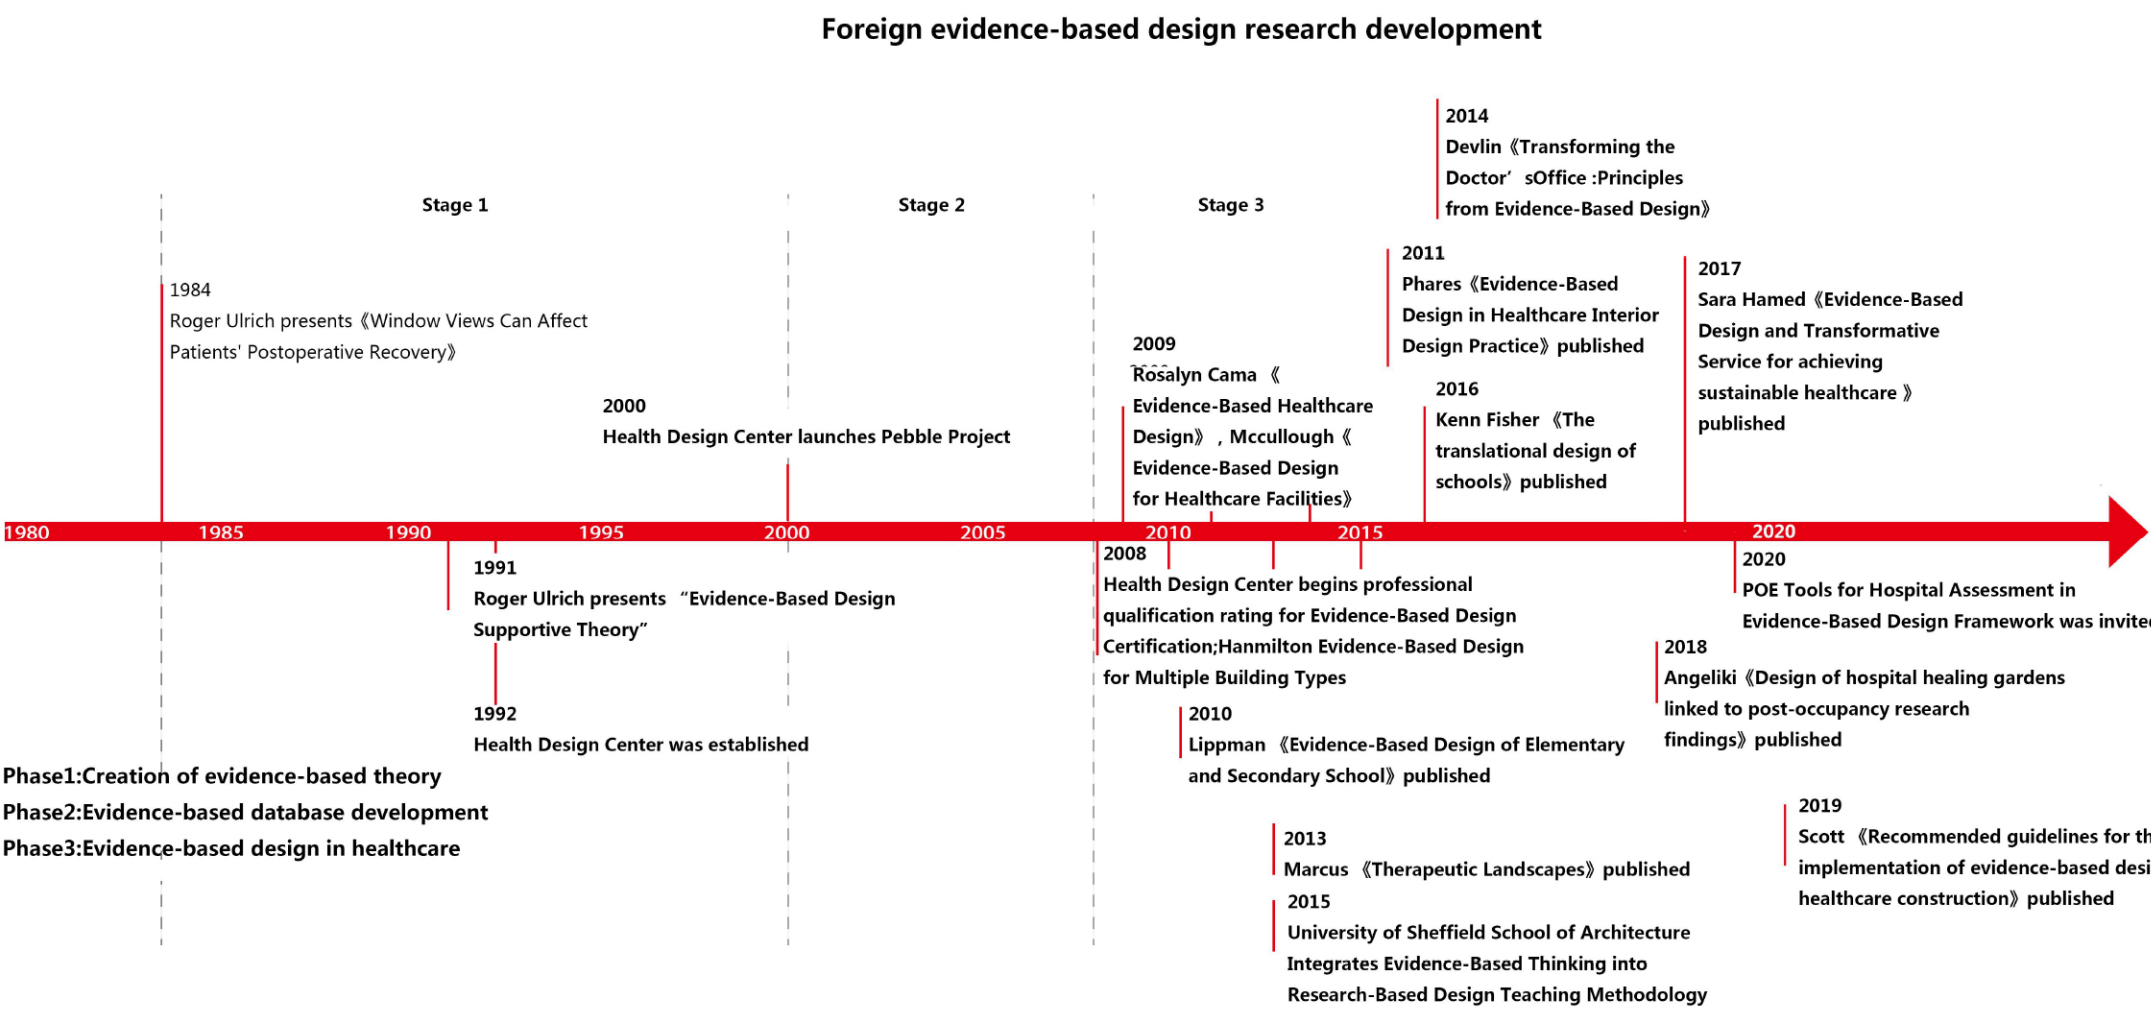 Foreign evidence-based design research development
2014
Devlin《Transforming the
Doctor’ sOffice :Principles
from Evidence-Based Design》
Stage 1
Stage 2
Stage 3
2011
Phares《Evidence-Based
Design in Healthcare Interior
Design Practice》published
2017
Sara Hamed《Evidence-Based
Design and Transformative
Service for achieving
sustainable healthcare 》
published
1984
Roger Ulrich presents《Window Views Can Affect
Patients' Postoperative Recovery》
2009
Rosalyn Cama 《
Evidence-Based Healthcare
Design》 , Mccullough《
Evidence-Based Design
for Healthcare Facilities》
2016
Kenn Fisher 《The
translational design of
schools》published
2000
Health Design Center launches Pebble Project
1980 1985 1990 1995 2000 2005 2010 2015 2020
1991
Roger Ulrich presents “Evidence-Based Design
Supportive Theory”
1992
Health Design Center was established
2008
Health Design Center begins professional
qualification rating for Evidence-Based Design
Certification;Hanmilton Evidence-Based Design
for Multiple Building Types
2020
POE Tools for Hospital Assessment in
Evidence-Based Design Framework was invite
2018
Angeliki《Design of hospital healing gardens
linked to post-occupancy research
findings》published
2010
Lippman 《Evidence-Based Design of Elementary
and Secondary School》published
Phase1:Creation of evidence-based theory
Phase2:Evidence-based database development
Phase3:Evidence-based design in healthcare
2013
Marcus 《Therapeutic Landscapes》published
2019
Scott 《Recommended guidelines for th
implementation of evidence-based desi
healthcare construction》published
2015
University of Sheffield School of Architecture
Integrates Evidence-Based Thinking into
Research-Based Design Teaching Methodology